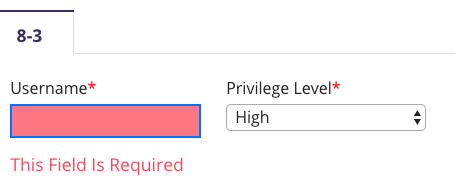 8-3
Username* Privilege Level*
High
This Field Is Required